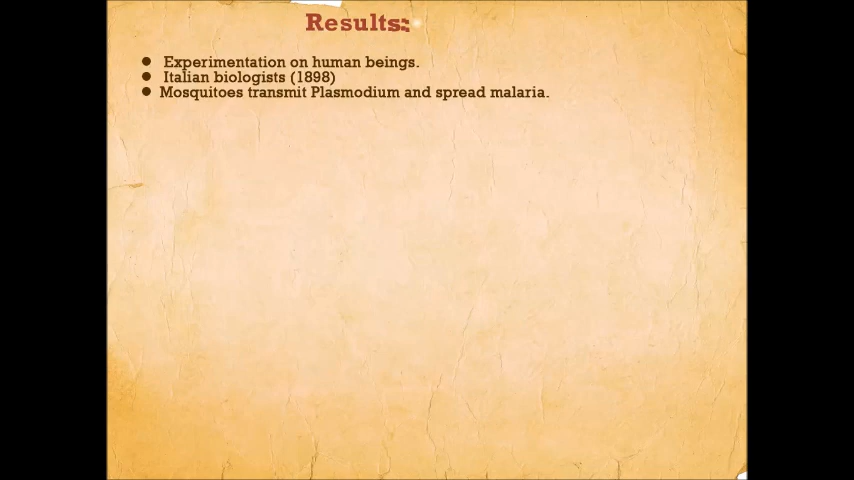 Results:
● Experimentation on human beings.
● Italian biologists (1898)
● Mosquitoes transmit Plasmodium and spread malaria.